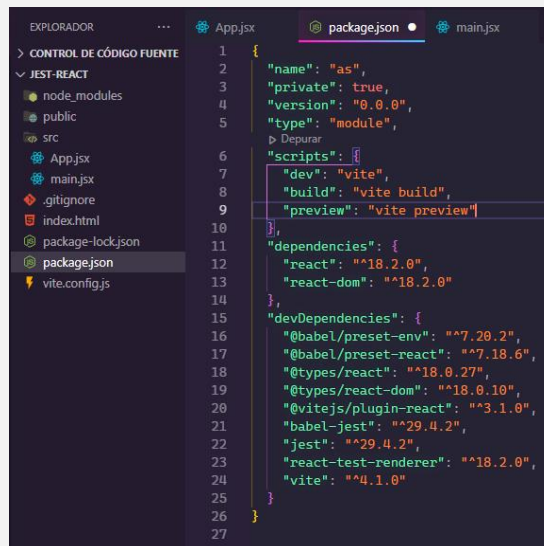 EXPLORADOR ...
CONTROL DE CÓDIGO FUENTE
JEST-REACT
node_modules
public
src
App.jsx
main.jsx
.gitignore
index.html
package-lock.json
package.json
vite.config.js
App.jsx package.json main.jsx
1 {
2 "name": "as",
3 "private": true,
4 "version": "0.0.0",
5 "type": "module",
Depurar
6 "scripts": {
7 "dev": "vite",
8 "build": "vite build",
9 "preview": "vite preview"
10 },
11 "dependencies": {
12 "react": "^18.2.0",
13 "react-dom": "^18.2.0"
14 },
15 "devDependencies": {
16 "@babel/preset-env": "^7.20.2",
17 "@babel/preset-react": "^7.18.6",
18 "@types/react": "^18.0.27",
19 "@types/react-dom": "^18.0.10",
20 "@vitejs/plugin-react": "^3.1.0",
21 "babel-jest": "^29.4.2",
22 "jest": "^29.4.2",
23 "react-test-renderer": "^18.2.0",
24 "vite": "^4.1.0"
25 }
26 }
27